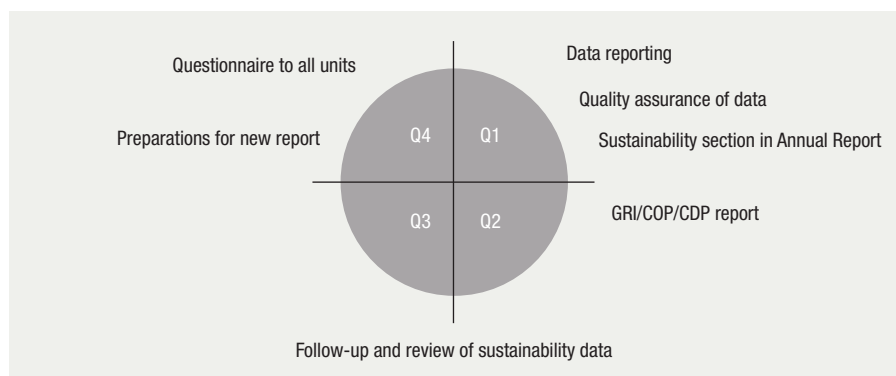 Questionnaire to all units
Data reporting
Quality assurance of data
Preparations for new report
Q4
Q1
Sustainability section in Annual Report
Q3
Q2
GRI/COP/CDP report
Follow-up and review of sustainability data